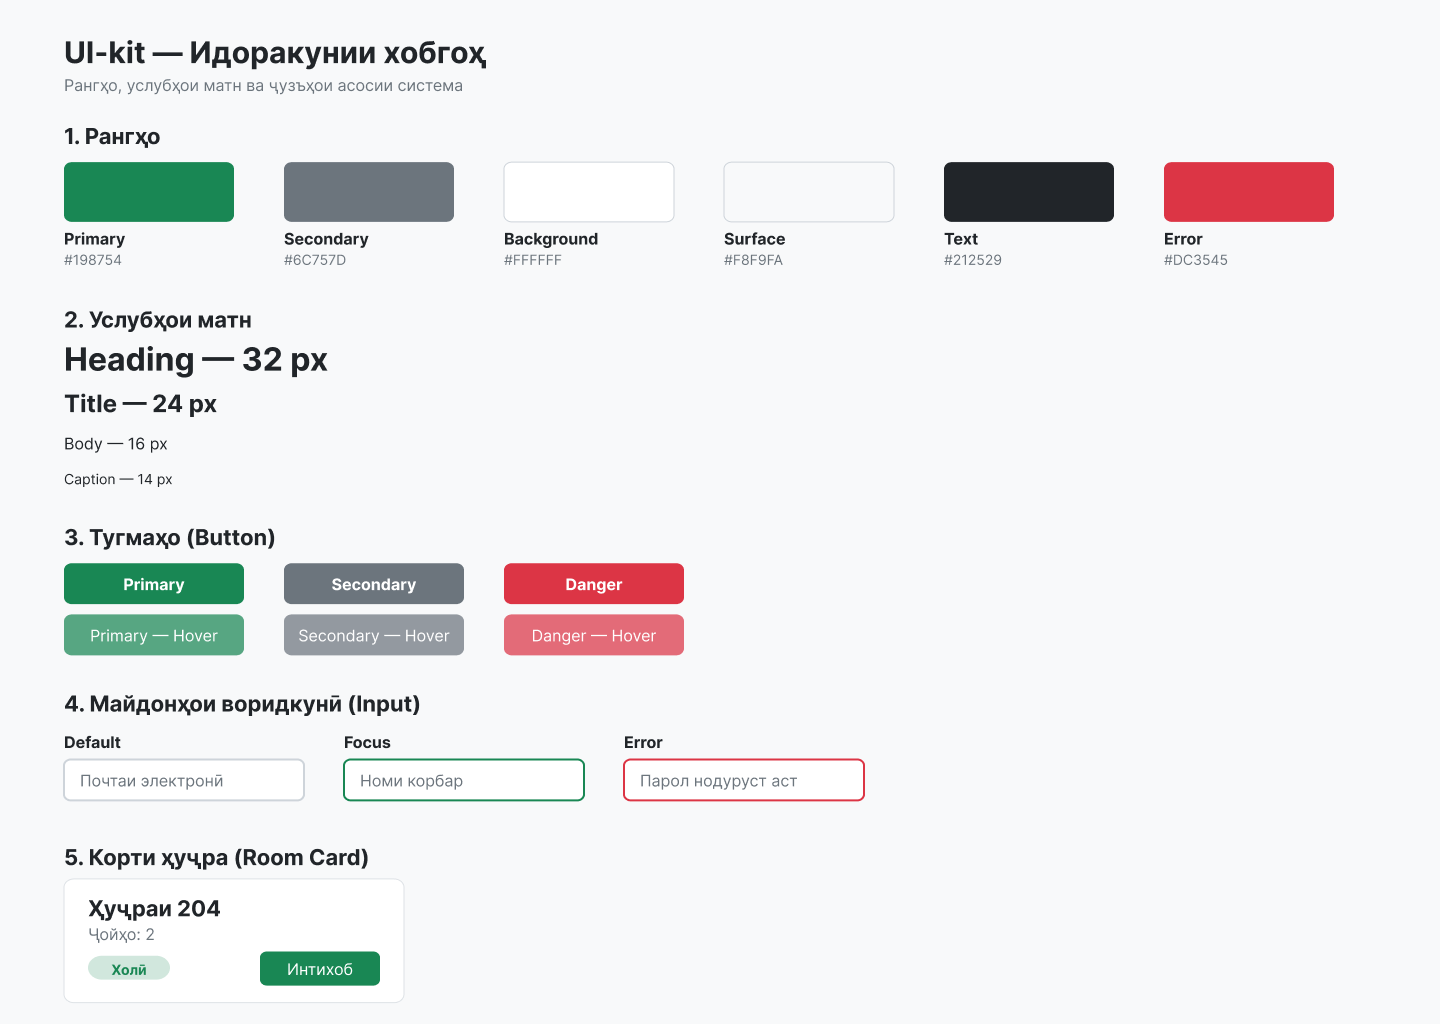 UI-kit — Идоракунии хобгоҳ
Рангҳо, услубҳои матн ва ҷузъҳои асосии система
1. Рангҳо
Primary
#198754
Secondary
#6C757D
Background
#FFFFFF
Surface
#F8F9FA
Text
#212529
Error
#DC3545
2. Услубҳои матн
Heading — 32 px
Title — 24 px
Body — 16 px
Caption — 14 px
3. Тугмаҳо (Button)
Primary
Secondary
Danger
Primary — Hover
Secondary — Hover
Danger — Hover
4. Майдонҳои воридкунӣ (Input)
Default
Focus
Error
Почтаи электронӣ
Номи корбар
Парол нодуруст аст
5. Корти ҳуҷра (Room Card)
Ҳуҷраи 204
Ҷойҳо: 2
Холӣ
Интихоб